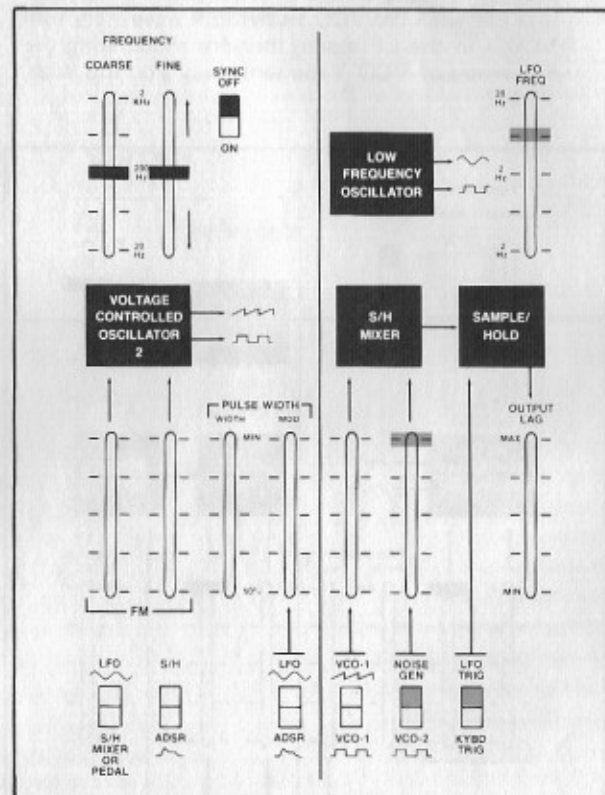 FREQUENCY
COARSE FINE
SYNC
OFF
ON
2
KHz
200
Hz
20
Hz
VOLTAGE
CONTROLLED
OSCILLATOR
2
PULSE WIDTH
WIDTH MOD
MIN
50%
FM
LFO
S/H
MIXER
OR
PEDAL
S/H
ADSR
LFO
ADSR
LFO
FREQ
Hz
2
Hz
Hz
LOW
FREQUENCY
OSCILLATOR
S/H
MIXER
SAMPLE/
HOLD
OUTPUT
LAG
MAX
MIN
VCO-1
VCO-1
NOISE
GEN
VCO-2
LFO
TRIG
KYBD
TRIG